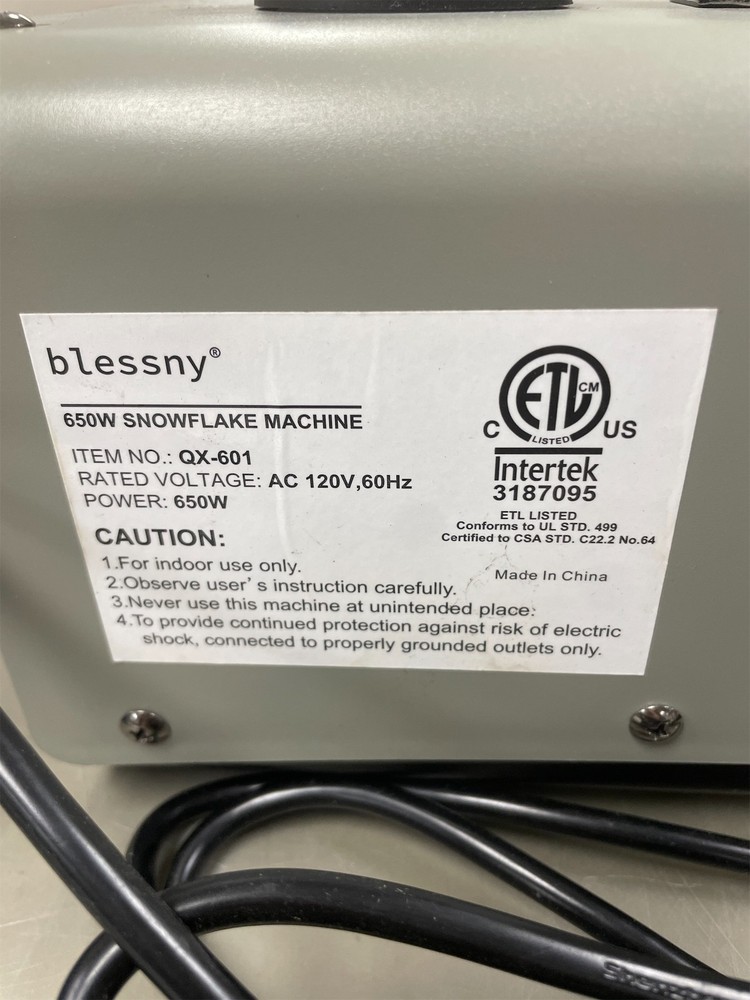 blessny®
650W SNOWFLAKE MACHINE
ITEM NO.: QX-601
RATED VOLTAGE: AC 120V,60Hz
POWER: 650W
CAUTION:
1.For indoor use only.
2.Observe user's instruction carefully.
3.Never use this machine at unintended place:
4.To provide continued protection against risk of electric
shock, connected to properly grounded outlets only.
ETL CM
LISTED
C US
Intertek
3187095
ETL LISTED
Conforms to UL STD. 499
Certified to CSA STD. C22.2 No.64
Made In China